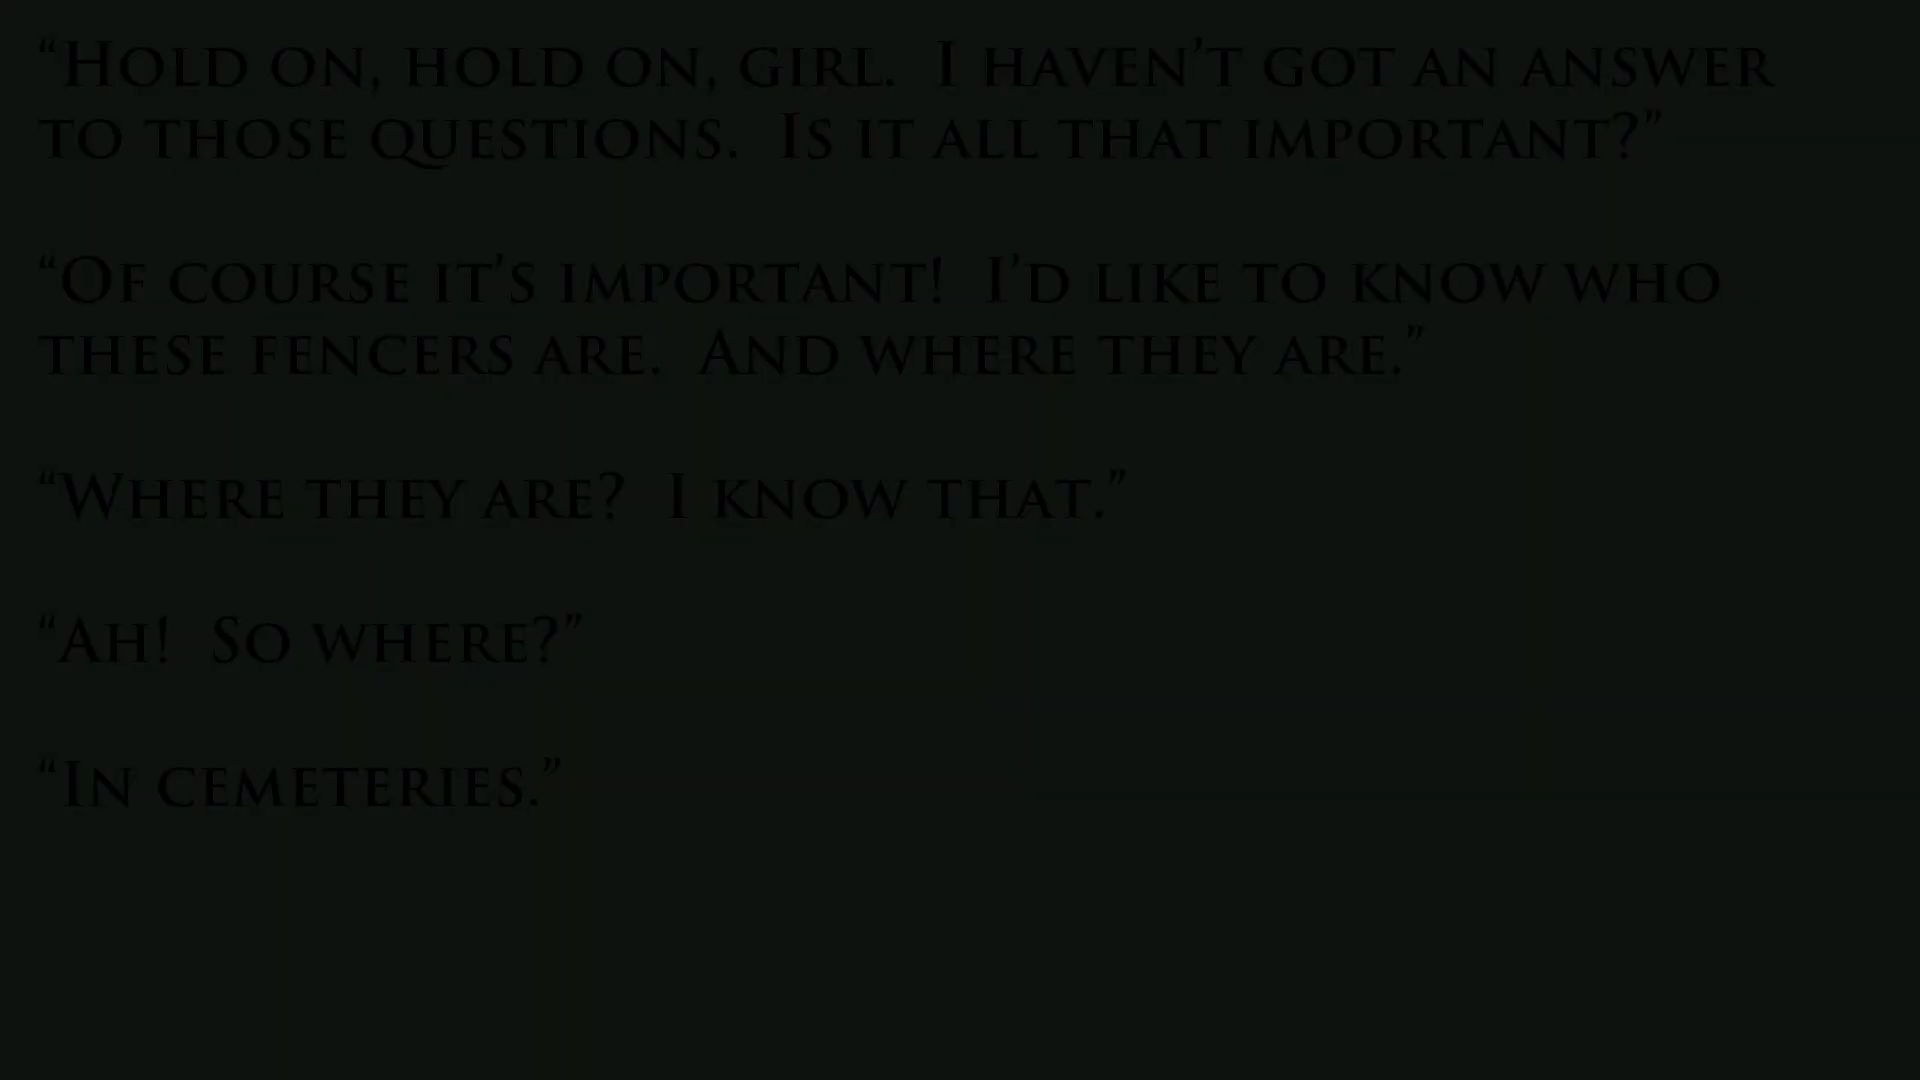 “Hold on, hold on, girl.  I haven’t got an answer
to those questions.  Is it all that important?”
“Of course it’s important!  I’d like to know who
these fencers are.  And where they are.”
“Where they are?  I know that.”
“Ah!  So where?”
“In cemeteries.”